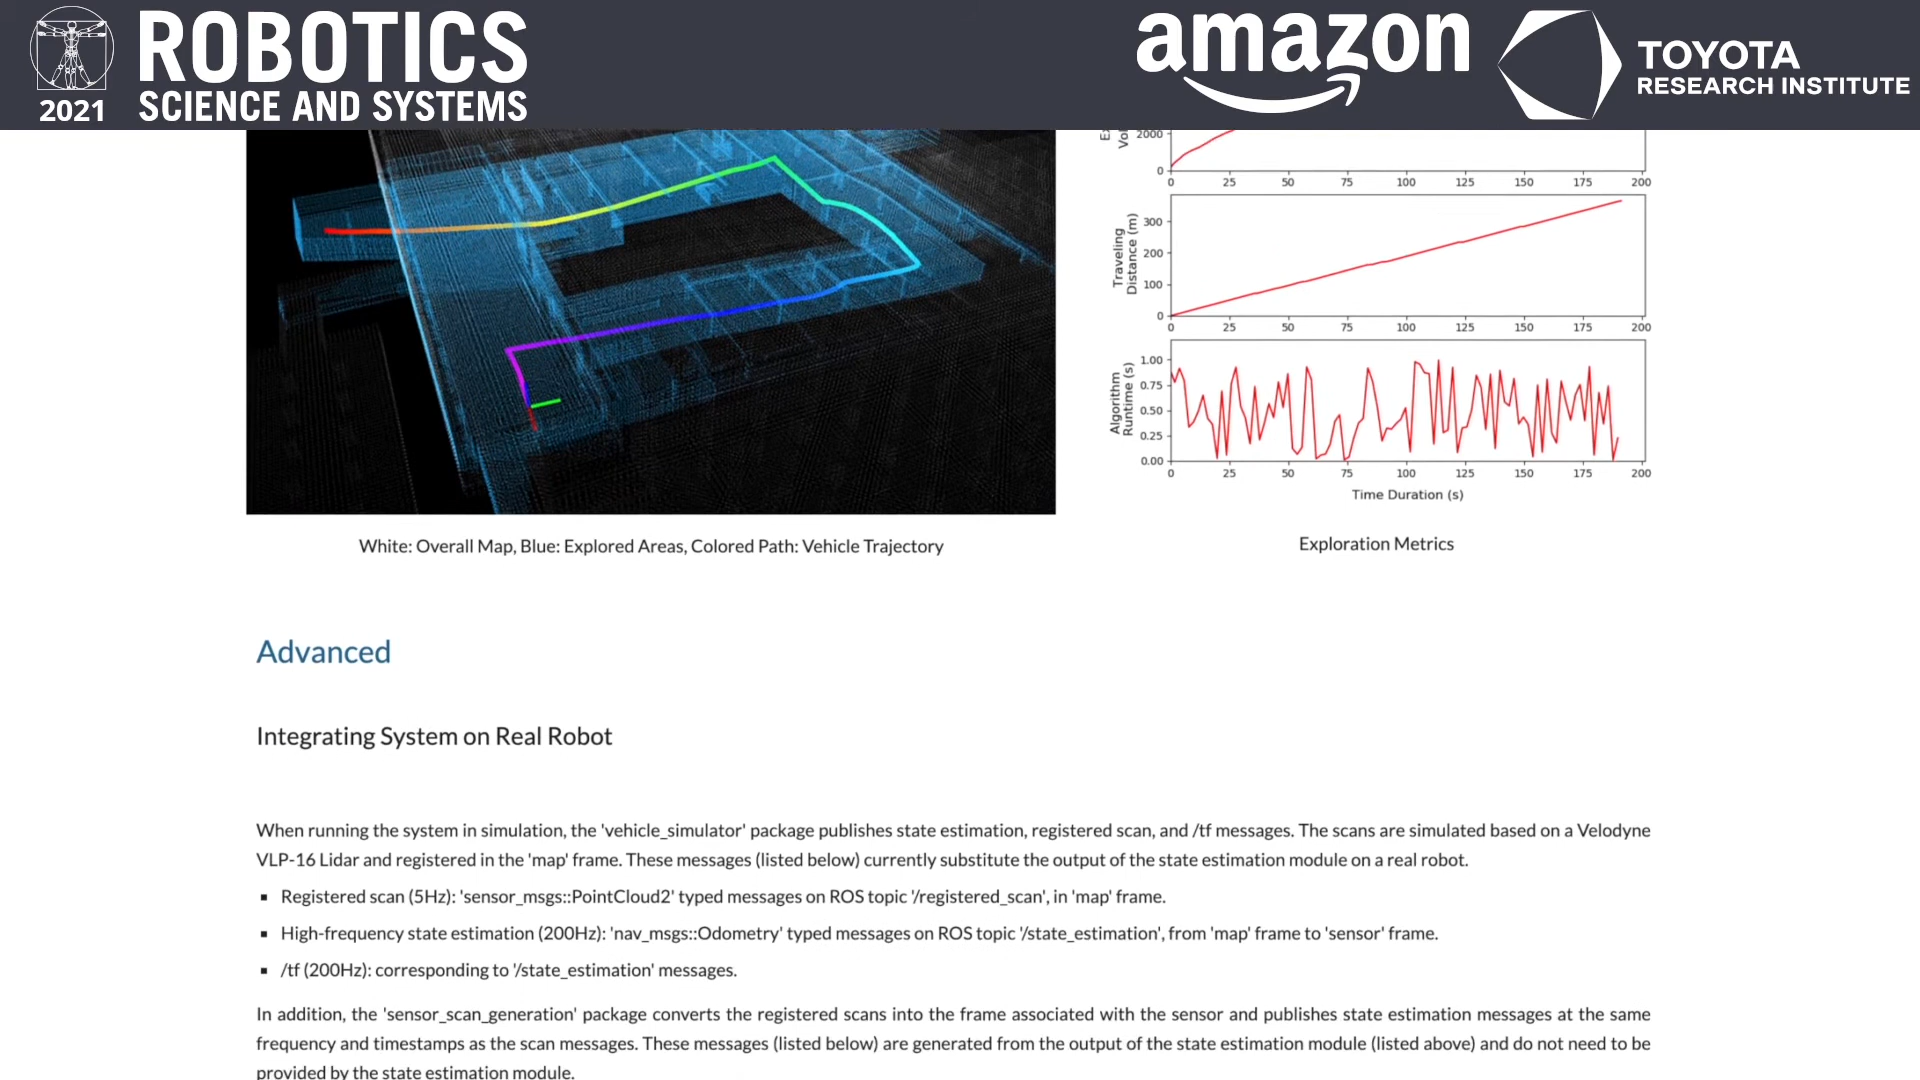 ROBOTICS
SCIENCE AND SYSTEMS
2021
amazon
TOYOTA
RESEARCH INSTITUTE
2000
0
0 25 50 75 100 125 150 175 200
Traveling
Distance (m)
300
200
100
0
0 25 50 75 100 125 150 175 200
Algorithm
Runtime (s)
1.00
0.75
0.50
0.25
0.00
0 25 50 75 100 125 150 175 200
Time Duration (s)
White: Overall Map, Blue: Explored Areas, Colored Path: Vehicle Trajectory
Exploration Metrics
Advanced
Integrating System on Real Robot
When running the system in simulation, the 'vehicle_simulator' package publishes state estimation, registered scan, and /tf messages. The scans are simulated based on a Velodyne
VLP-16 Lidar and registered in the 'map' frame. These messages (listed below) currently substitute the output of the state estimation module on a real robot.
▪ Registered scan (5Hz): 'sensor_msgs::PointCloud2' typed messages on ROS topic '/registered_scan', in 'map' frame.
▪ High-frequency state estimation (200Hz): 'nav_msgs::Odometry' typed messages on ROS topic '/state_estimation', from 'map' frame to 'sensor' frame.
▪ /tf (200Hz): corresponding to '/state_estimation' messages.
In addition, the 'sensor_scan_generation' package converts the registered scans into the frame associated with the sensor and publishes state estimation messages at the same
frequency and timestamps as the scan messages. These messages (listed below) are generated from the output of the state estimation module (listed above) and do not need to be
provided by the state estimation module.